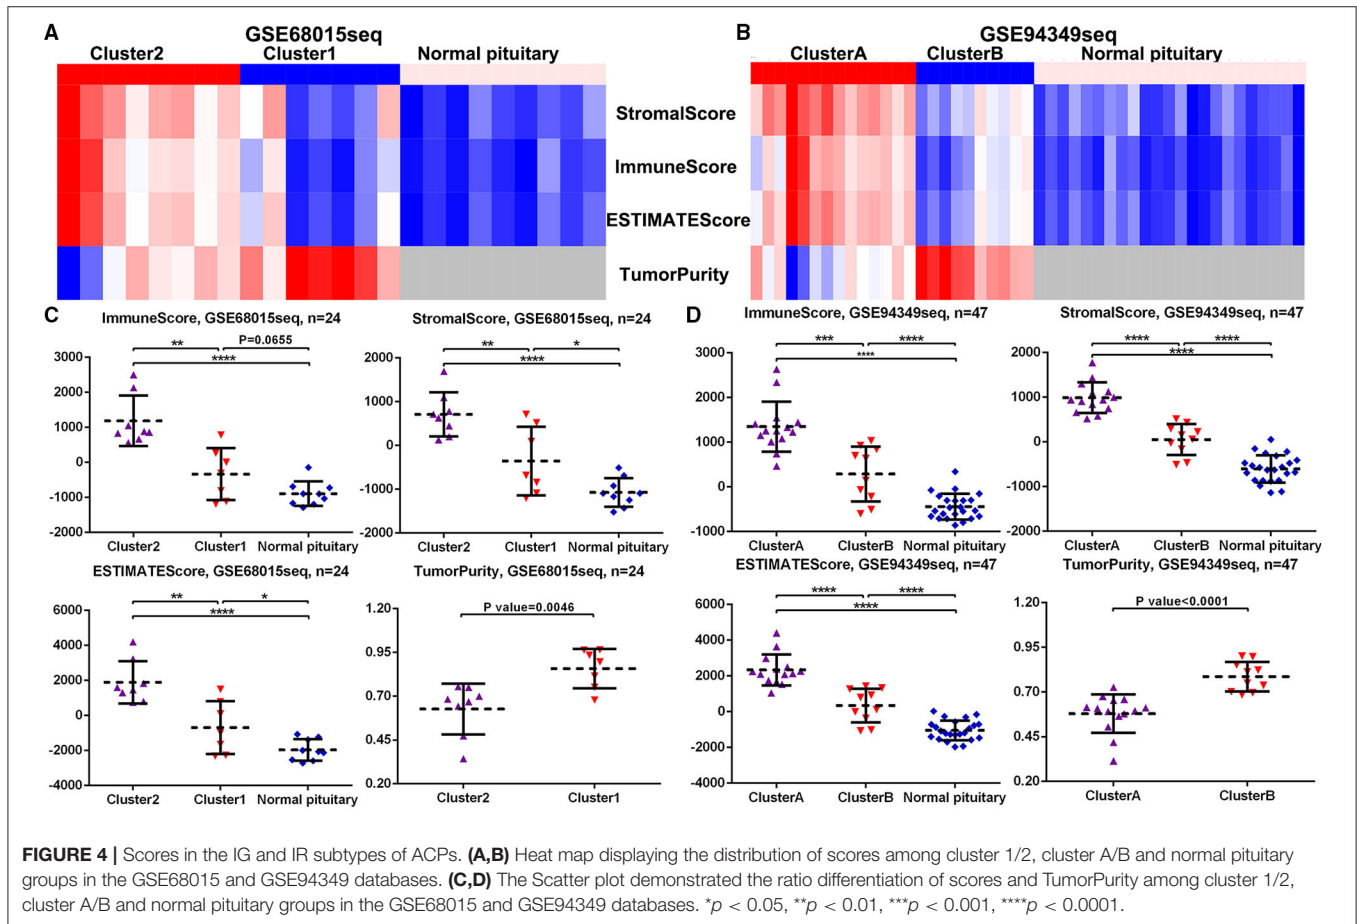 A
GSE68015seq
Cluster2 Cluster1 Normal pituitary
B
GSE94349seq
ClusterA ClusterB Normal pituitary
StromalScore
ImmuneScore
ESTIMATEScore
TumorPurity
C
ImmuneScore, GSE68015seq, n=24
** P=0.0655
****
3000
2000
1000
0
-1000
-2000
Cluster2 Cluster1 Normal pituitary
StromalScore, GSE68015seq, n=24
** *
****
2000
1000
0
-1000
-2000
Cluster2 Cluster1 Normal pituitary
ESTIMATEScore, GSE68015seq, n=24
** *
****
6000
4000
2000
0
-2000
-4000
Cluster2 Cluster1 Normal pituitary
TumorPurity, GSE68015seq, n=24
P value=0.0046
1.20
0.95
0.70
0.45
0.20
Cluster2 Cluster1
D
ImmuneScore, GSE94349seq, n=47
*** ****
****
3000
2000
1000
0
-1000
ClusterA ClusterB Normal pituitary
StromalScore, GSE94349seq, n=47
**** ****
****
2000
1000
0
-1000
-2000
ClusterA ClusterB Normal pituitary
ESTIMATEScore, GSE94349seq, n=47
**** ****
****
6000
4000
2000
0
-2000
-4000
ClusterA ClusterB Normal pituitary
TumorPurity, GSE94349seq, n=47
P value<0.0001
1.20
0.95
0.70
0.45
0.20
ClusterA ClusterB
FIGURE 4 | Scores in the IG and IR subtypes of ACPs. (A,B) Heat map displaying the distribution of scores among cluster 1/2, cluster A/B and normal pituitary
groups in the GSE68015 and GSE94349 databases. (C,D) The Scatter plot demonstrated the ratio differentiation of scores and TumorPurity among cluster 1/2,
cluster A/B and normal pituitary groups in the GSE68015 and GSE94349 databases. *p < 0.05, **p < 0.01, ***p < 0.001, ****p < 0.0001.